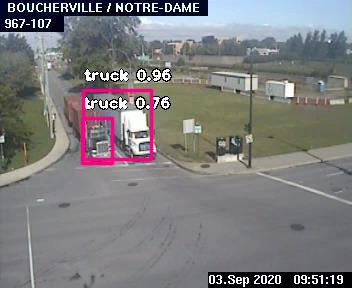 BOUCHERVILLE / NOTRE-DAME
967-107
truck 0.96
truck 0.76
03.Sep 2020 09:51:19